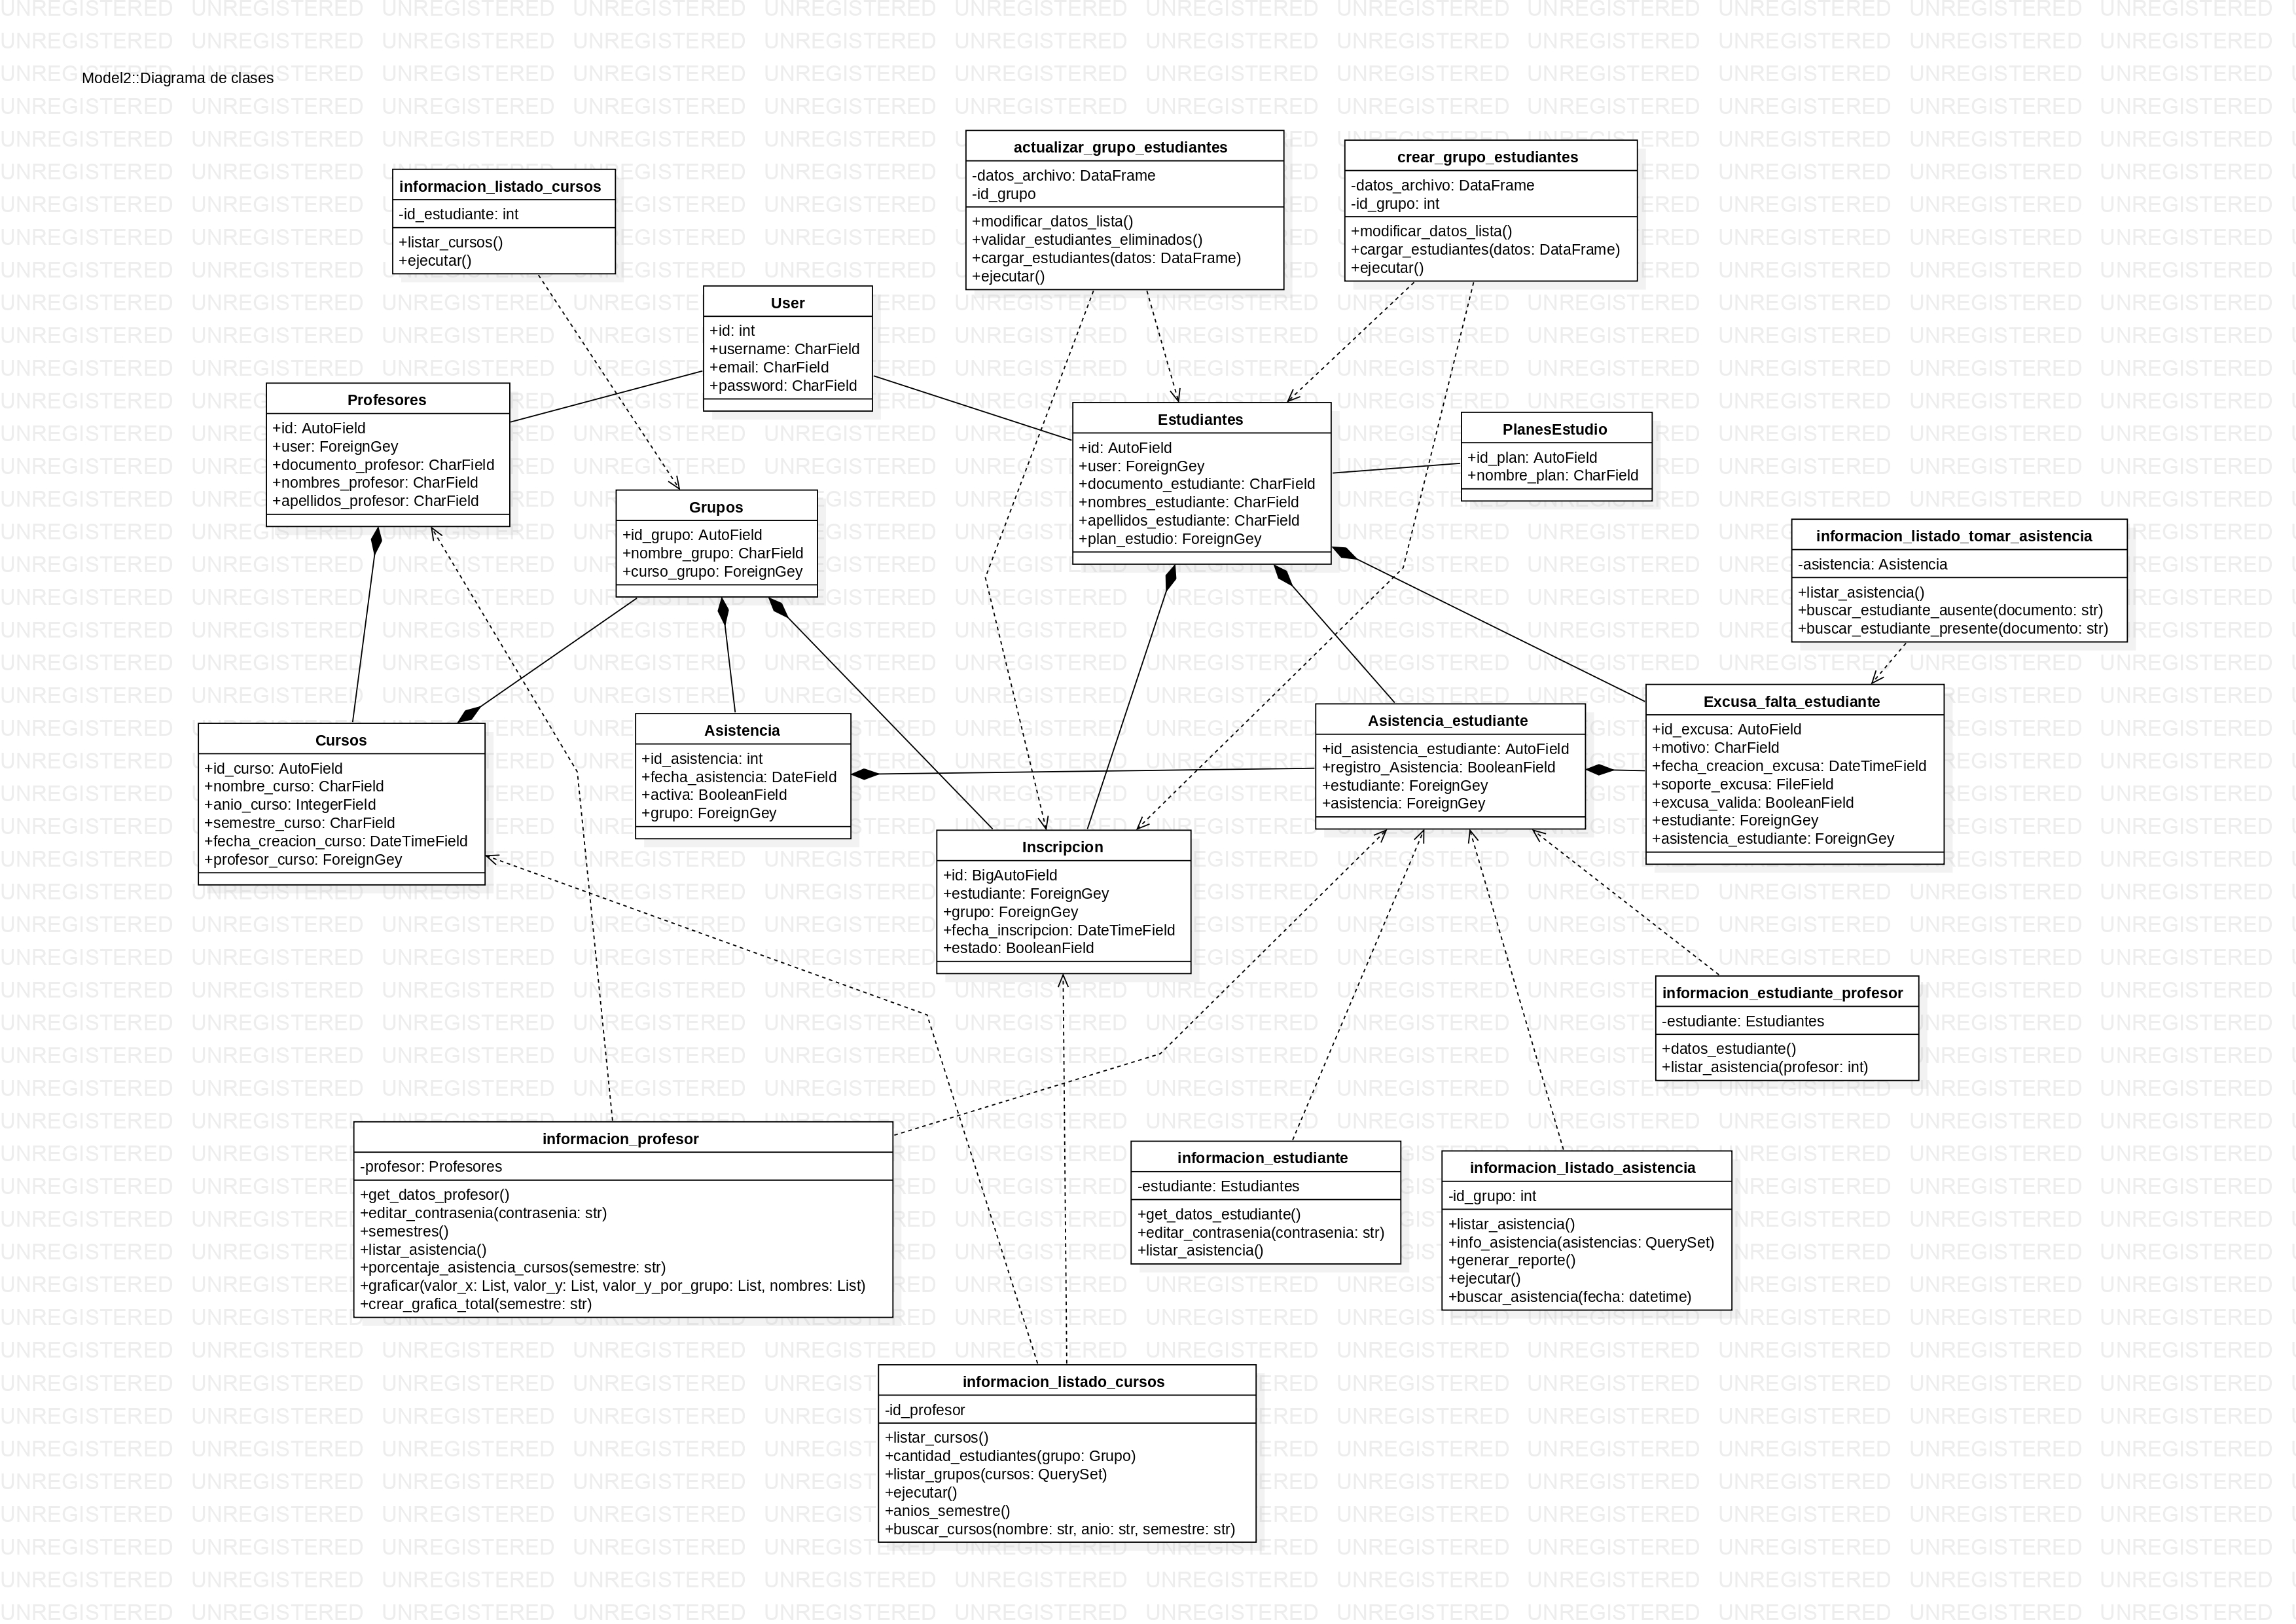 Model2::Diagrama de clases
informacion_listado_cursos
-id_estudiante: int
+listar_cursos()
+ejecutar()
actualizar_grupo_estudiantes
-datos_archivo: DataFrame
-id_grupo
+modificar_datos_lista()
+validar_estudiantes_eliminados()
+cargar_estudiantes(datos: DataFrame)
+ejecutar()
crear_grupo_estudiantes
-datos_archivo: DataFrame
-id_grupo: int
+modificar_datos_lista()
+cargar_estudiantes(datos: DataFrame)
+ejecutar()
User
+id: int
+username: CharField
+email: CharField
+password: CharField
Profesores
+id: AutoField
+user: ForeignGey
+documento_profesor: CharField
+nombres_profesor: CharField
+apellidos_profesor: CharField
Estudiantes
+id: AutoField
+user: ForeignGey
+documento_estudiante: CharField
+nombres_estudiante: CharField
+apellidos_estudiante: CharField
+plan_estudio: ForeignGey
PlanesEstudio
+id_plan: AutoField
+nombre_plan: CharField
Grupos
+id_grupo: AutoField
+nombre_grupo: CharField
+curso_grupo: ForeignGey
informacion_listado_tomar_asistencia
-asistencia: Asistencia
+listar_asistencia()
+buscar_estudiante_ausente(documento: str)
+buscar_estudiante_presente(documento: str)
Cursos
+id_curso: AutoField
+nombre_curso: CharField
+anio_curso: IntegerField
+semestre_curso: CharField
+fecha_creacion_curso: DateTimeField
+profesor_curso: ForeignGey
Asistencia
+id_asistencia: int
+fecha_asistencia: DateField
+activa: BooleanField
+grupo: ForeignGey
Asistencia_estudiante
+id_asistencia_estudiante: AutoField
+registro_Asistencia: BooleanField
+estudiante: ForeignGey
+asistencia: ForeignGey
Excusa_falta_estudiante
+id_excusa: AutoField
+motivo: CharField
+fecha_creacion_excusa: DateTimeField
+soporte_excusa: FileField
+excusa_valida: BooleanField
+estudiante: ForeignGey
+asistencia_estudiante: ForeignGey
Inscripcion
+id: BigAutoField
+estudiante: ForeignGey
+grupo: ForeignGey
+fecha_inscripcion: DateTimeField
+estado: BooleanField
informacion_estudiante_profesor
-estudiante: Estudiantes
+datos_estudiante()
+listar_asistencia(profesor: int)
informacion_profesor
-profesor: Profesores
+get_datos_profesor()
+editar_contrasenia(contrasenia: str)
+semestres()
+listar_asistencia()
+porcentaje_asistencia_cursos(semestre: str)
+graficar(valor_x: List, valor_y: List, valor_y_por_grupo: List, nombres: List)
+crear_grafica_total(semestre: str)
informacion_estudiante
-estudiante: Estudiantes
+get_datos_estudiante()
+editar_contrasenia(contrasenia: str)
+listar_asistencia()
informacion_listado_asistencia
-id_grupo: int
+listar_asistencia()
+info_asistencia(asistencias: QuerySet)
+generar_reporte()
+ejecutar()
+buscar_asistencia(fecha: datetime)
informacion_listado_cursos
-id_profesor
+listar_cursos()
+cantidad_estudiantes(grupo: Grupo)
+listar_grupos(cursos: QuerySet)
+ejecutar()
+anios_semestre()
+buscar_cursos(nombre: str, anio: str, semestre: str)